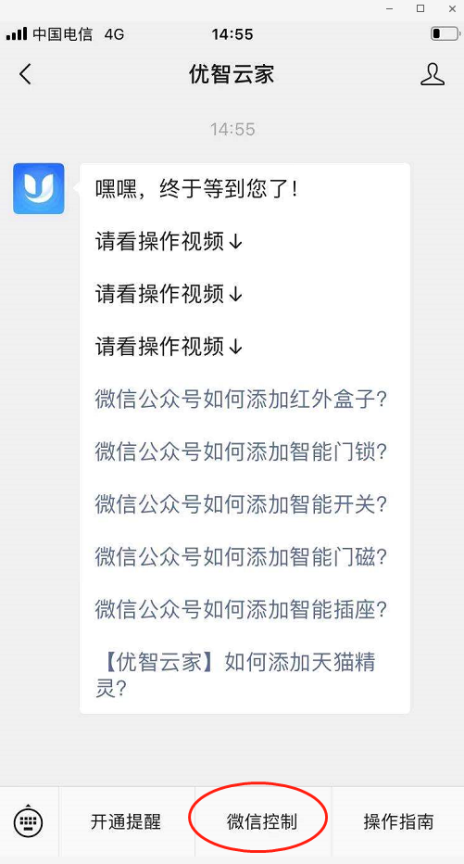 中国电信 4G 14:55
优智云家
14:55
嘿嘿，终于等到您了！
请看操作视频↓
请看操作视频↓
请看操作视频↓
微信公众号如何添加红外盒子？
微信公众号如何添加智能门锁？
微信公众号如何添加智能开关？
微信公众号如何添加智能门磁？
微信公众号如何添加智能插座？
【优智云家】如何添加天猫精
灵？
开通提醒 微信控制 操作指南